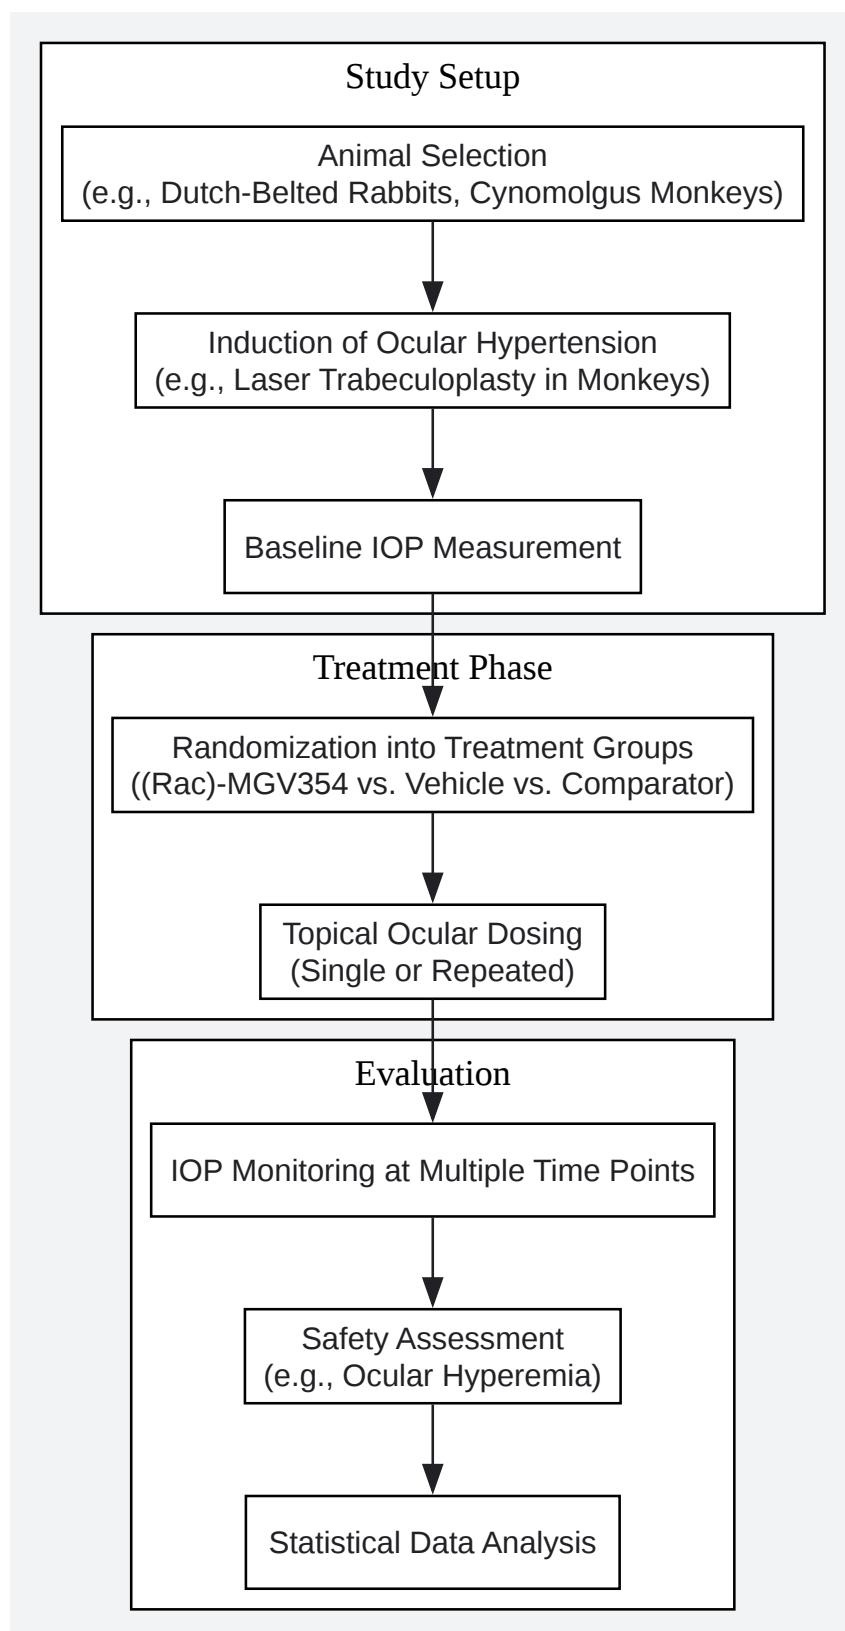 Study Setup
Animal Selection
(e.g., Dutch-Belted Rabbits, Cynomolgus Monkeys)
Induction of Ocular Hypertension
(e.g., Laser Trabeculoplasty in Monkeys)
Baseline IOP Measurement
Treatment Phase
Randomization into Treatment Groups
((Rac)-MGV354 vs. Vehicle vs. Comparator)
Topical Ocular Dosing
(Single or Repeated)
Evaluation
IOP Monitoring at Multiple Time Points
Safety Assessment
(e.g., Ocular Hyperemia)
Statistical Data Analysis